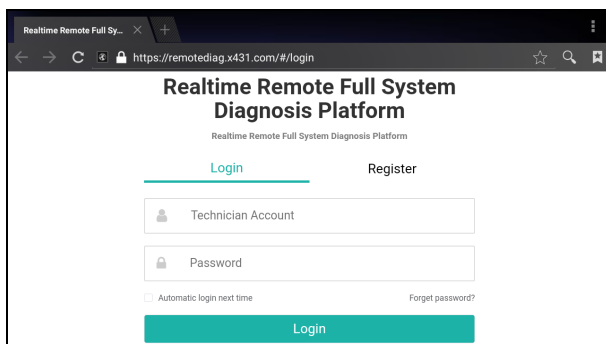 Realtime Remote Full Sy...
https://remotediag.x431.com/#/login
Realtime Remote Full System
Diagnosis Platform
Realtime Remote Full System Diagnosis Platform
Login Register
Technician Account
Password
Automatic login next time Forget password?
Login